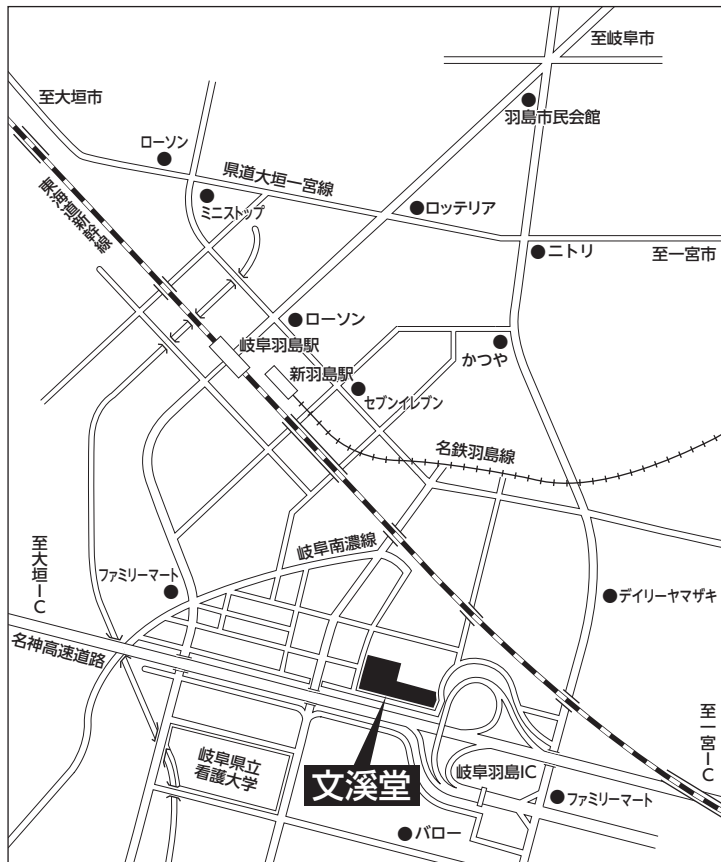 至岐阜市
至大垣市
羽島市民会館
ローソン
県道大垣一宮線
東海道新幹線
ミニストップ
ロッテリア
ニトリ
至一宮市
ローソン
岐阜羽島駅
かつや
新羽島駅
セブンイレブン
名鉄羽島線
岐阜南濃線
至大垣IC
ファミリーマート
デイリーヤマザキ
名神高速道路
至一宮IC
岐阜県立
看護大学
文溪堂
岐阜羽島IC
ファミリーマート
バロー